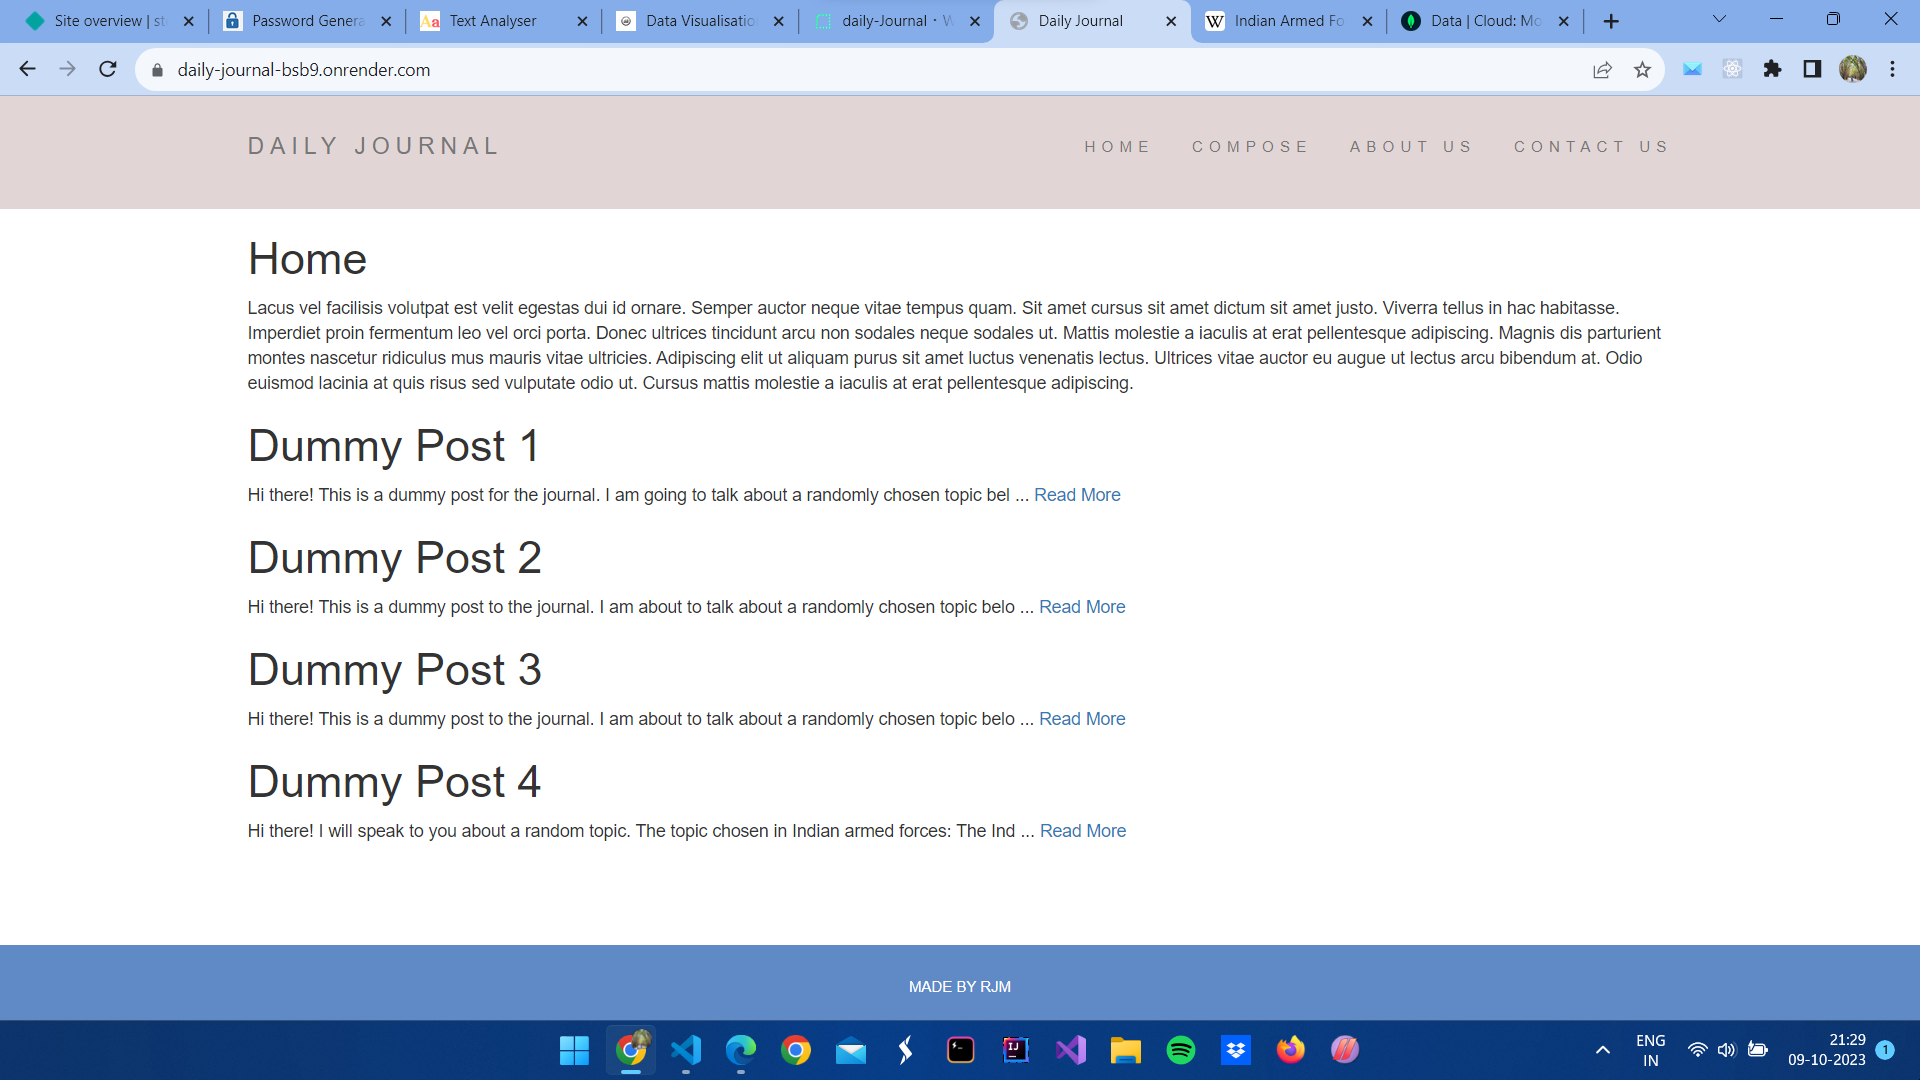 Site overview | st
Password Genera
Text Analyser
Data Visualisatio
daily-Journal · W
Daily Journal
Indian Armed Fo
Data | Cloud: Mo
daily-journal-bsb9.onrender.com
DAILY JOURNAL
HOME
COMPOSE
ABOUT US
CONTACT US
Home
Lacus vel facilisis volutpat est velit egestas dui id ornare. Semper auctor neque vitae tempus quam. Sit amet cursus sit amet dictum sit amet justo. Viverra tellus in hac habitasse.
Imperdiet proin fermentum leo vel orci porta. Donec ultrices tincidunt arcu non sodales neque sodales ut. Mattis molestie a iaculis at erat pellentesque adipiscing. Magnis dis parturient
montes nascetur ridiculus mus mauris vitae ultricies. Adipiscing elit ut aliquam purus sit amet luctus venenatis lectus. Ultrices vitae auctor eu augue ut lectus arcu bibendum at. Odio
euismod lacinia at quis risus sed vulputate odio ut. Cursus mattis molestie a iaculis at erat pellentesque adipiscing.
Dummy Post 1
Hi there! This is a dummy post for the journal. I am going to talk about a randomly chosen topic bel ... Read More
Dummy Post 2
Hi there! This is a dummy post to the journal. I am about to talk about a randomly chosen topic belo ... Read More
Dummy Post 3
Hi there! This is a dummy post to the journal. I am about to talk about a randomly chosen topic belo ... Read More
Dummy Post 4
Hi there! I will speak to you about a random topic. The topic chosen in Indian armed forces: The Ind ... Read More
MADE BY RJM
ENG
IN
21:29
09-10-2023
1